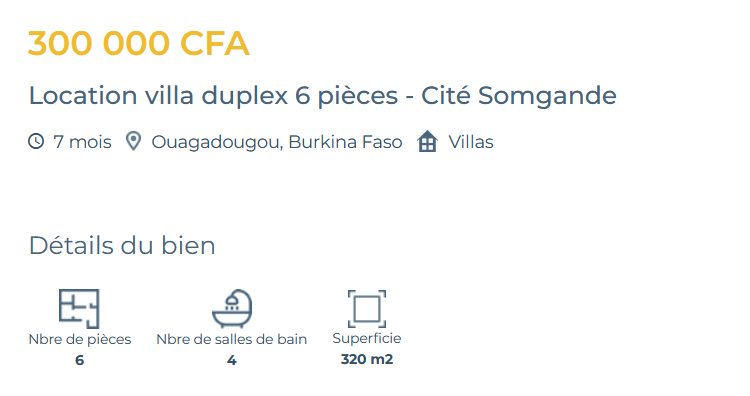 300 000 CFA
Location villa duplex 6 pièces - Cité Somgande
7 mois Ouagadougou, Burkina Faso Villas
Détails du bien
Nbre de pièces Nbre de salles de bain Superficie
6 4 320 m2